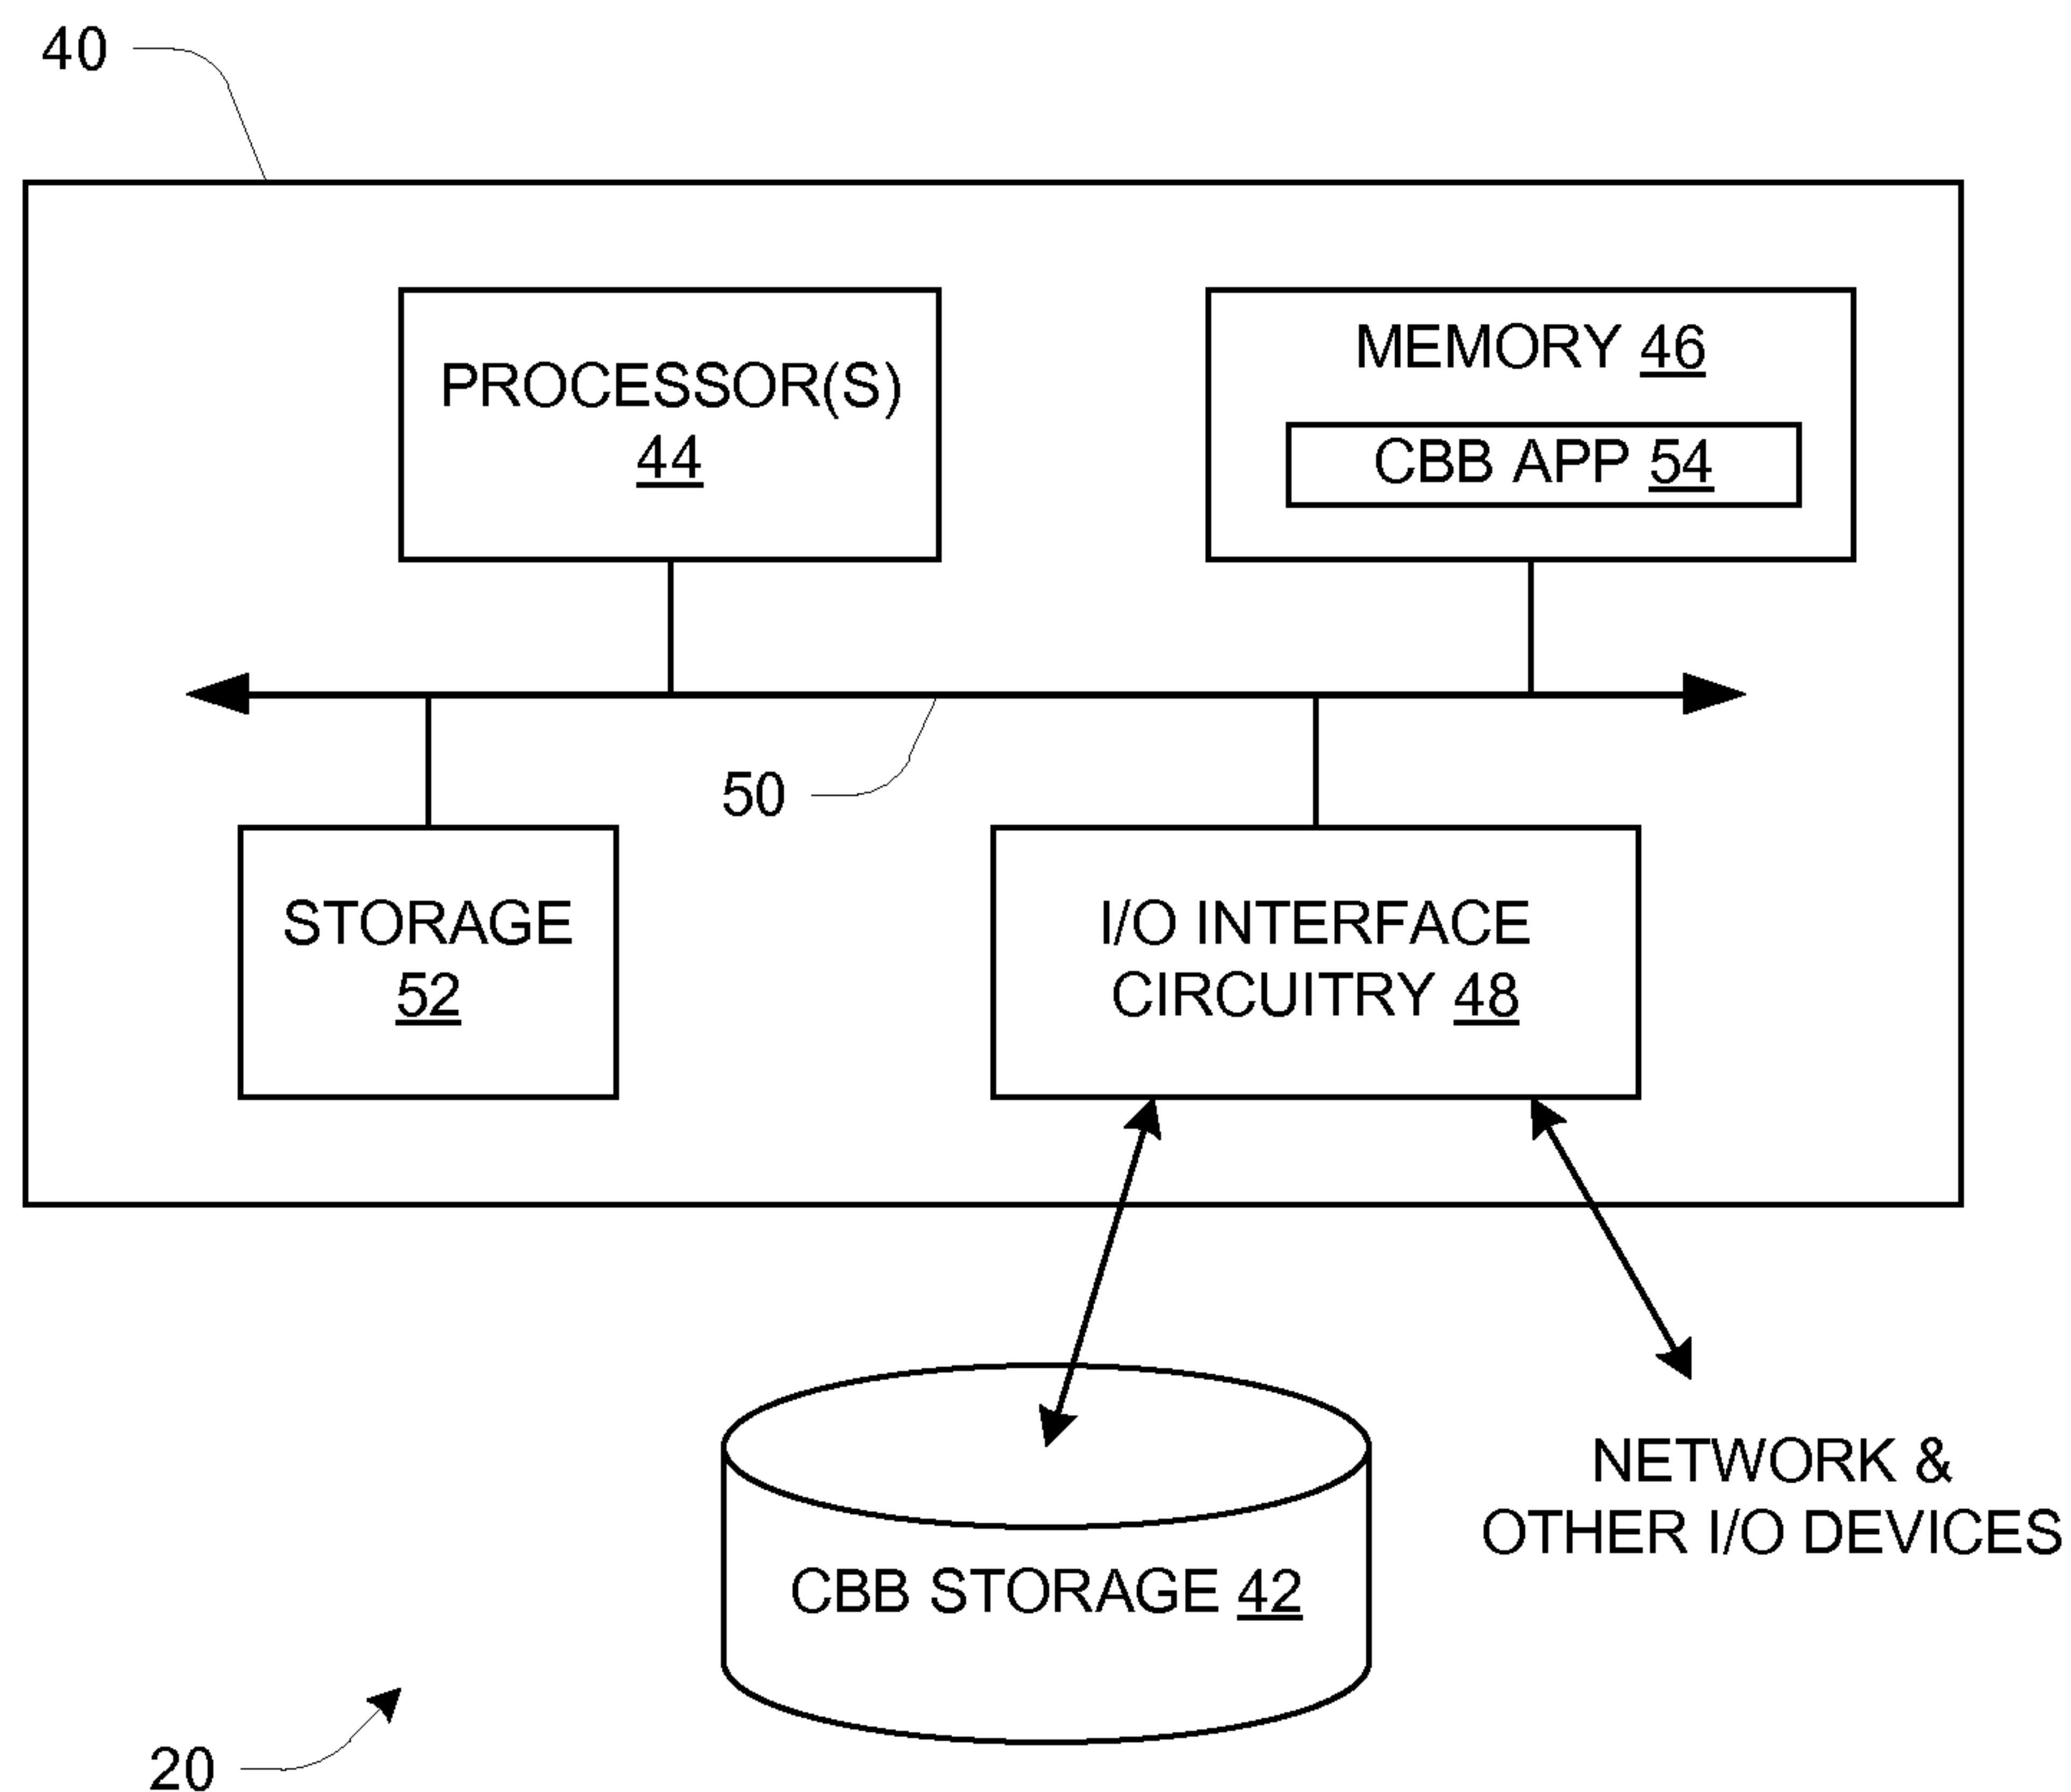 40
PROCESSOR(S)
44
MEMORY 46
CBB APP 54
50
STORAGE
52
I/O INTERFACE
CIRCUITRY 48
NETWORK &
OTHER I/O DEVICES
CBB STORAGE 42
20